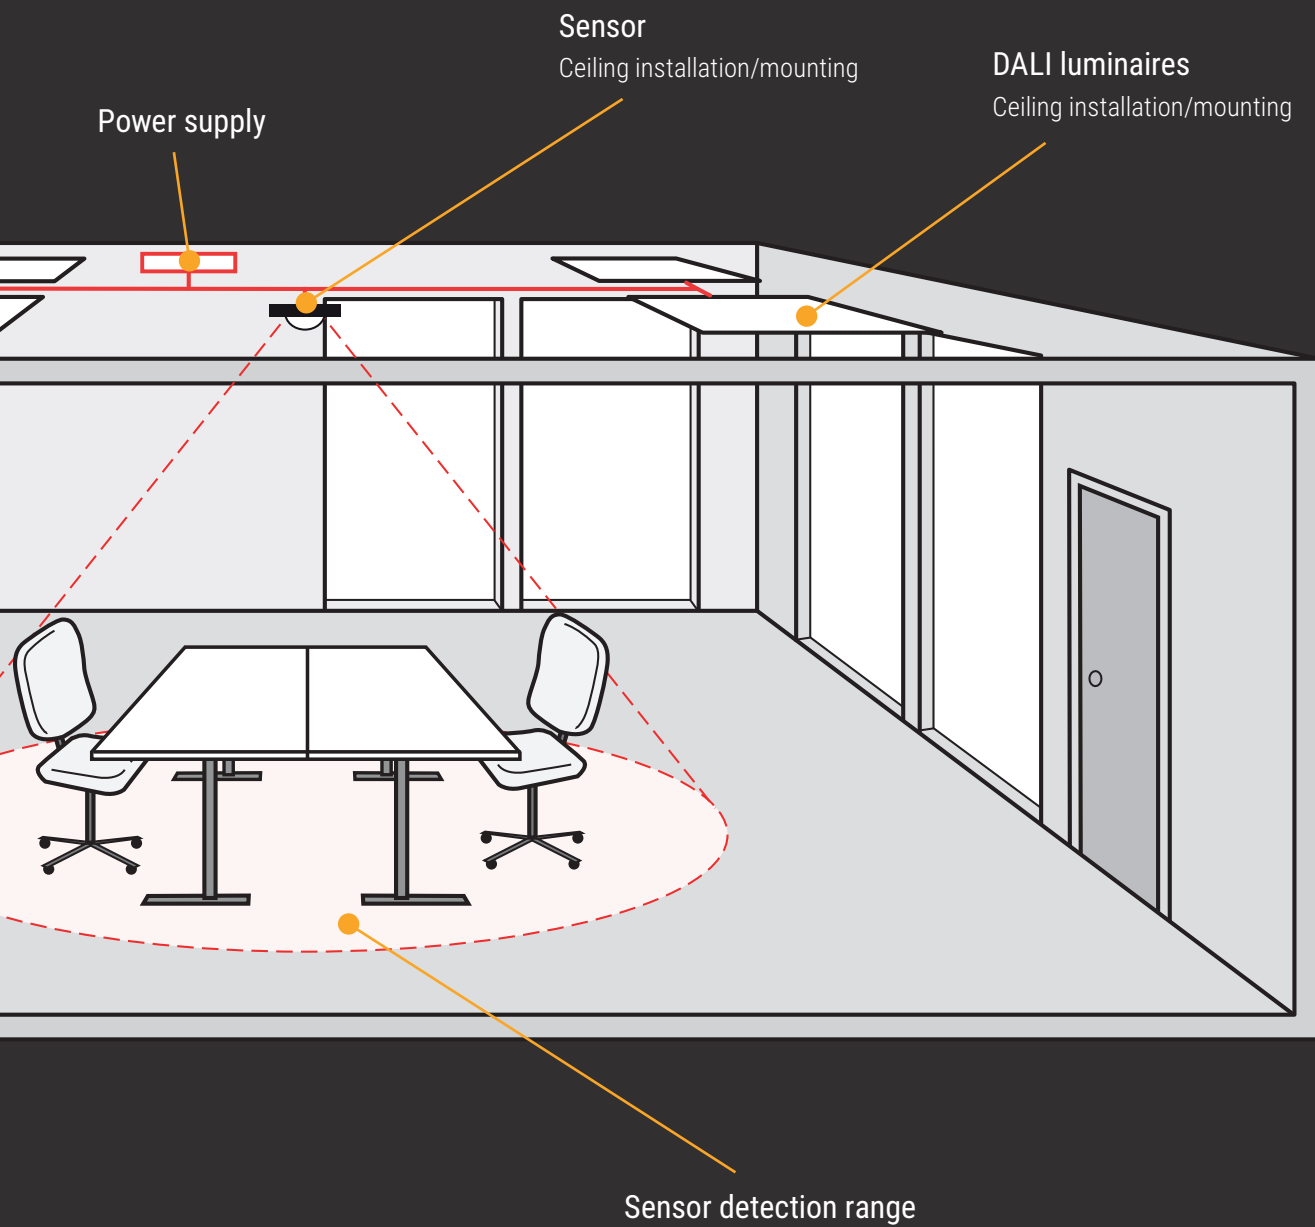 Sensor
Ceiling installation/mounting
DALI luminaires
Ceiling installation/mounting
Power supply
Sensor detection range